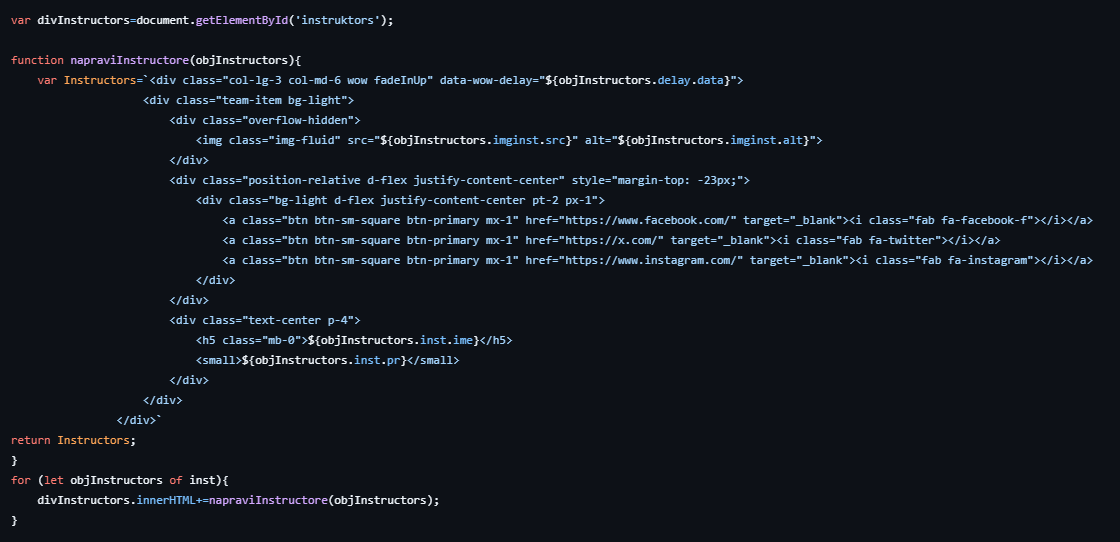 var divInstructors=document.getElementById('instruktors');

function napraviInstructore(objInstructors){
    var Instructors=`<div class="col-lg-3 col-md-6 wow fadeInUp" data-wow-delay="${objInstructors.delay.data}">
                    <div class="team-item bg-light">
                        <div class="overflow-hidden">
                            <img class="img-fluid" src="${objInstructors.imginst.src}" alt="${objInstructors.imginst.alt}">
                        </div>
                        <div class="position-relative d-flex justify-content-center" style="margin-top: -23px;">
                            <div class="bg-light d-flex justify-content-center pt-2 px-1">
                                <a class="btn btn-sm-square btn-primary mx-1" href="https://www.facebook.com/" target="_blank"><i class="fab fa-facebook-f"></i></a>
                                <a class="btn btn-sm-square btn-primary mx-1" href="https://x.com/" target="_blank"><i class="fab fa-twitter"></i></a>
                                <a class="btn btn-sm-square btn-primary mx-1" href="https://www.instagram.com/" target="_blank"><i class="fab fa-instagram"></i></a>
                            </div>
                        </div>
                        <div class="text-center p-4">
                            <h5 class="mb-0">${objInstructors.inst.ime}</h5>
                            <small>${objInstructors.inst.pr}</small>
                        </div>
                    </div>
                </div>`
return Instructors;
}
for (let objInstructors of inst){
    divInstructors.innerHTML+=napraviInstructore(objInstructors);
}